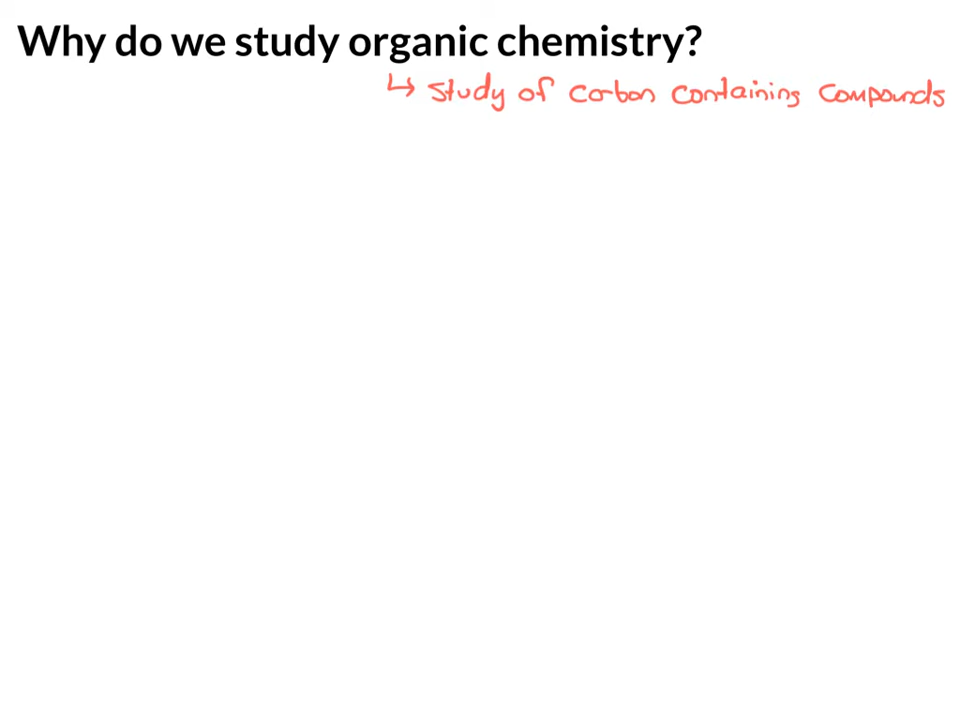 Why do we study organic chemistry?
↳ study of carbon containing compounds